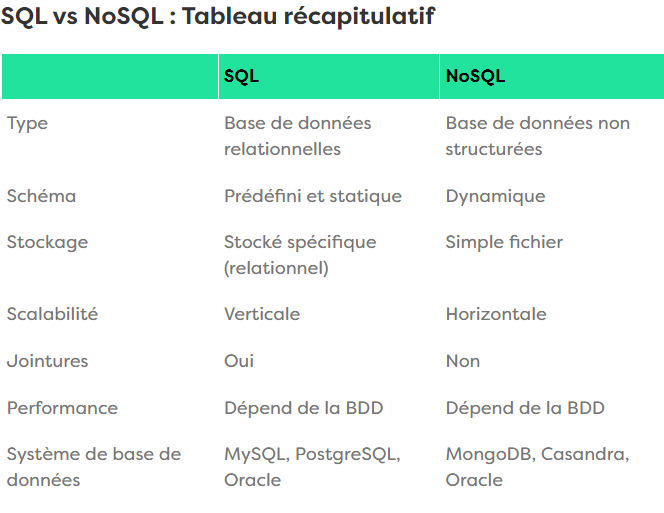 SQL vs NoSQL : Tableau récapitulatif
SQL NoSQL
Type Base de données Base de données non
relationnelles structurées
Schéma Prédéfini et statique Dynamique
Stockage Stocké spécifique Simple fichier
(relationnel)
Scalabilité Verticale Horizontale
Jointures Oui Non
Performance Dépend de la BDD Dépend de la BDD
Système de base de MySQL, PostgreSQL, MongoDB, Casandra,
données Oracle Oracle